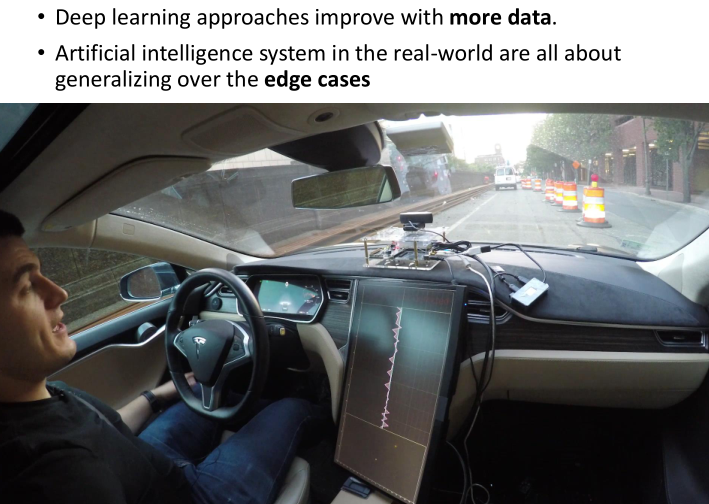 • Deep learning approaches improve with more data.
• Artificial intelligence system in the real-world are all about
generalizing over the edge cases